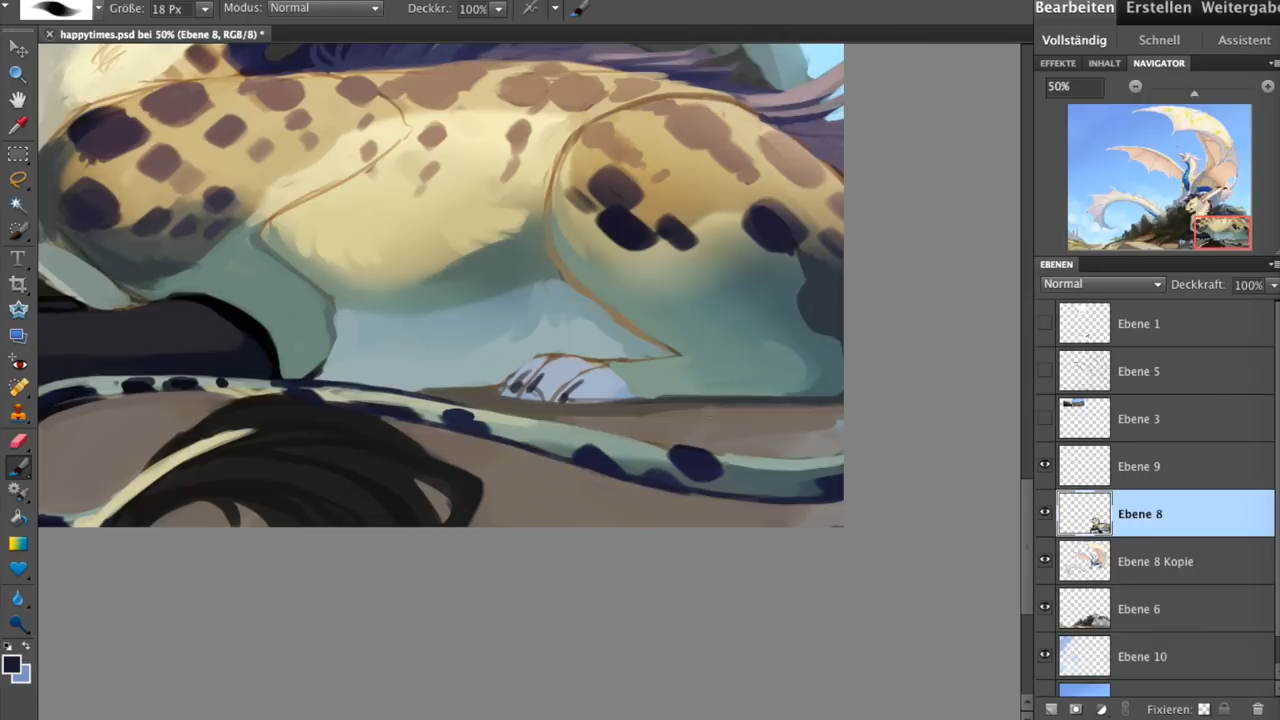 Größe: 18 Px Modus: Normal Deckkr.: 100%
Bearbeiten Erstellen Weitergabe
happytimes.psd bei 50% (Ebene 8, RGB/8) *
Vollständig Schnell Assistent
EFFEKTE INHALT NAVIGATOR
50%
EBENEN
Normal Deckkraft: 100%
Ebene 1
Ebene 5
Ebene 3
Ebene 9
Ebene 8
Ebene 8 Kopie
Ebene 6
Ebene 10
Fixieren: